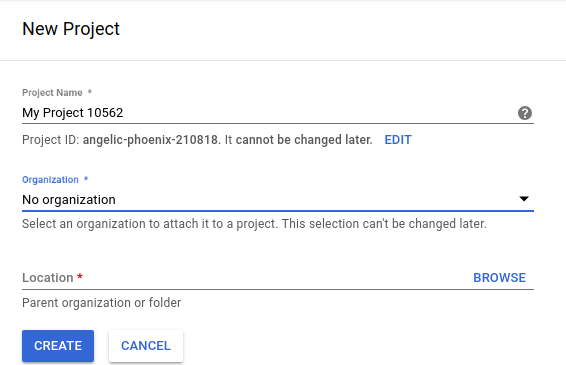 New Project
Project Name *
My Project 10562
?
Project ID: angelic-phoenix-210818. It cannot be changed later. EDIT
Organization *
No organization
Select an organization to attach it to a project. This selection can't be changed later.
Location * BROWSE
Parent organization or folder
CREATE CANCEL